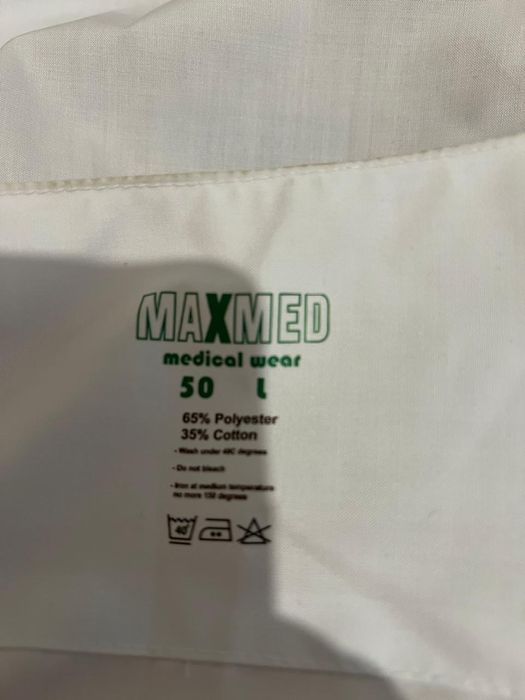 MAXMED
medical wear
50 L
65% Polyester
35% Cotton
- Wash under 40C degrees
- Do not bleach
- Iron at medium temperature
no more 150 degrees
40°